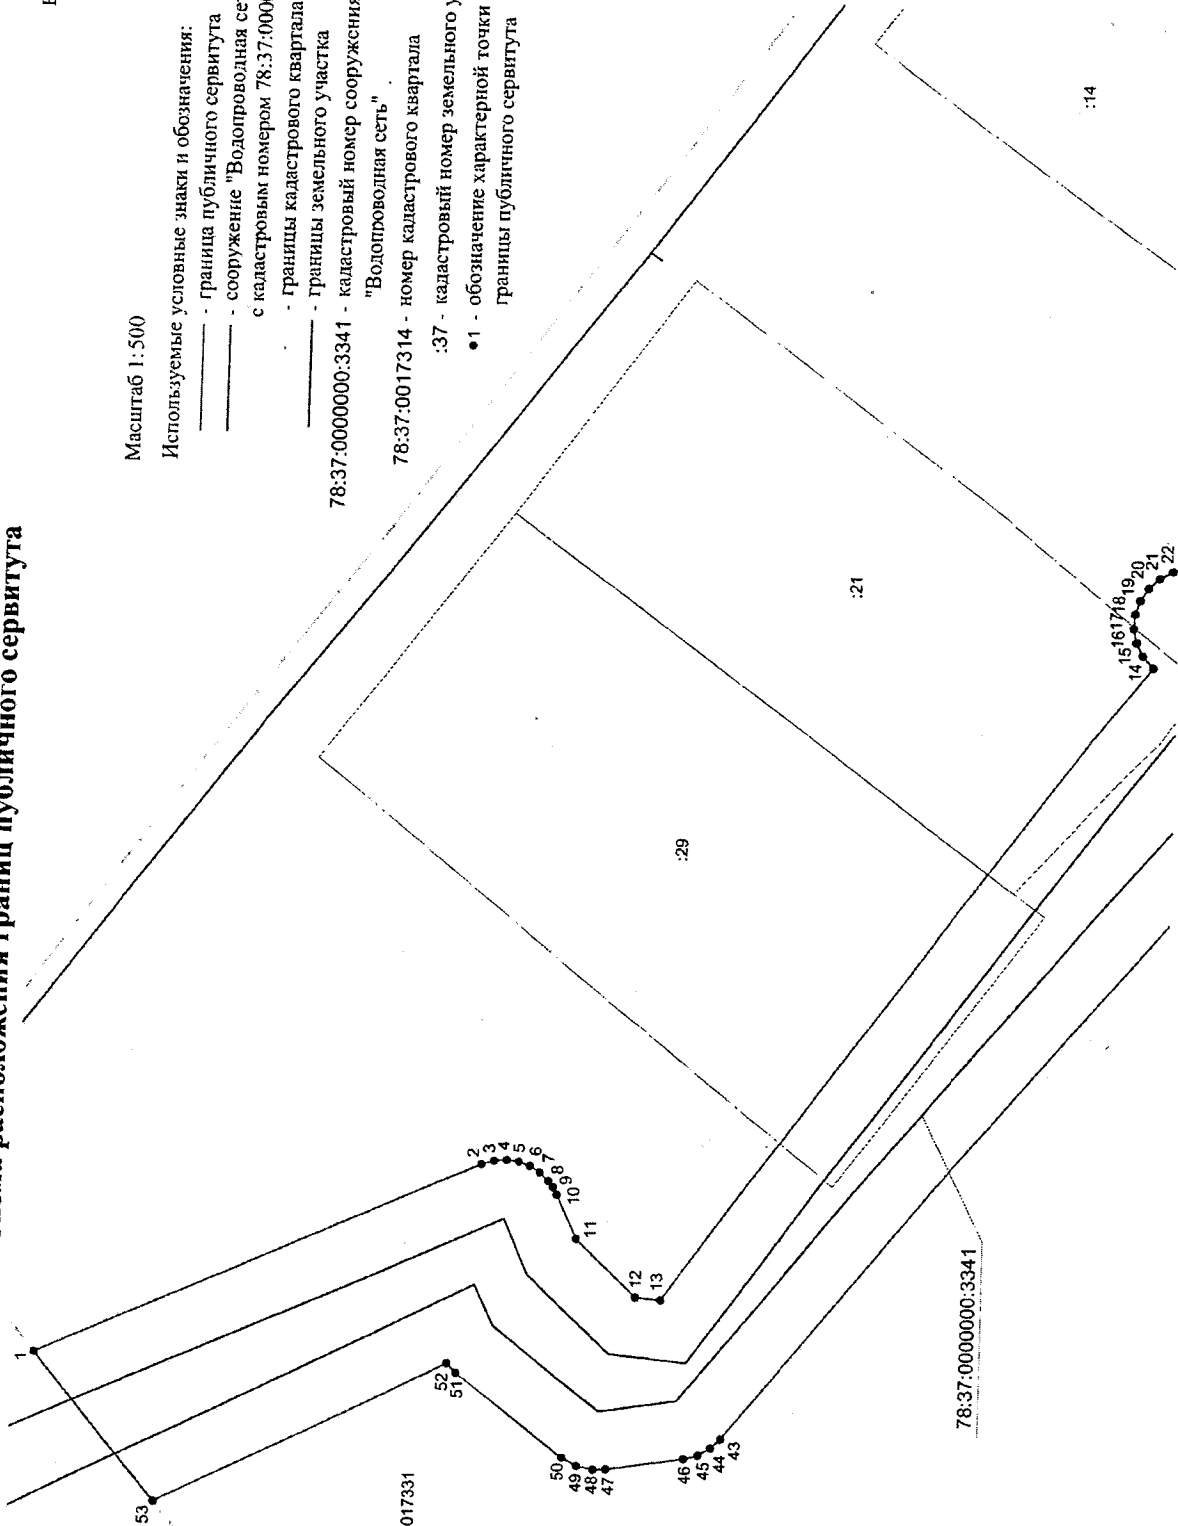 расположения границ публичного сервитута
Масштаб 1:500
Используемые условные знаки и обозначения:
- граница публичного сервитута
- сооружение "Водопроводная
с кадастровым номером 78:37:000
- границы кадастрового квартала
- границы земельного участка
78:37:0000000:3341 - кадастровый номер сооружения
"Водопроводная сеть"
78:37:0017314 - номер кадастрового квартала
:37 - кадастровый номер земельного
•1 - обозначение характерной точки
границы публичного сервитута
:14
:21
:29
1
2
3
4
5
6
7
8
9
10
11
12
13
14
15
16
17
18
19
20
21
22
43
44
45
46
47
48
49
50
51
52
53
017331
78:37:0000000:3341